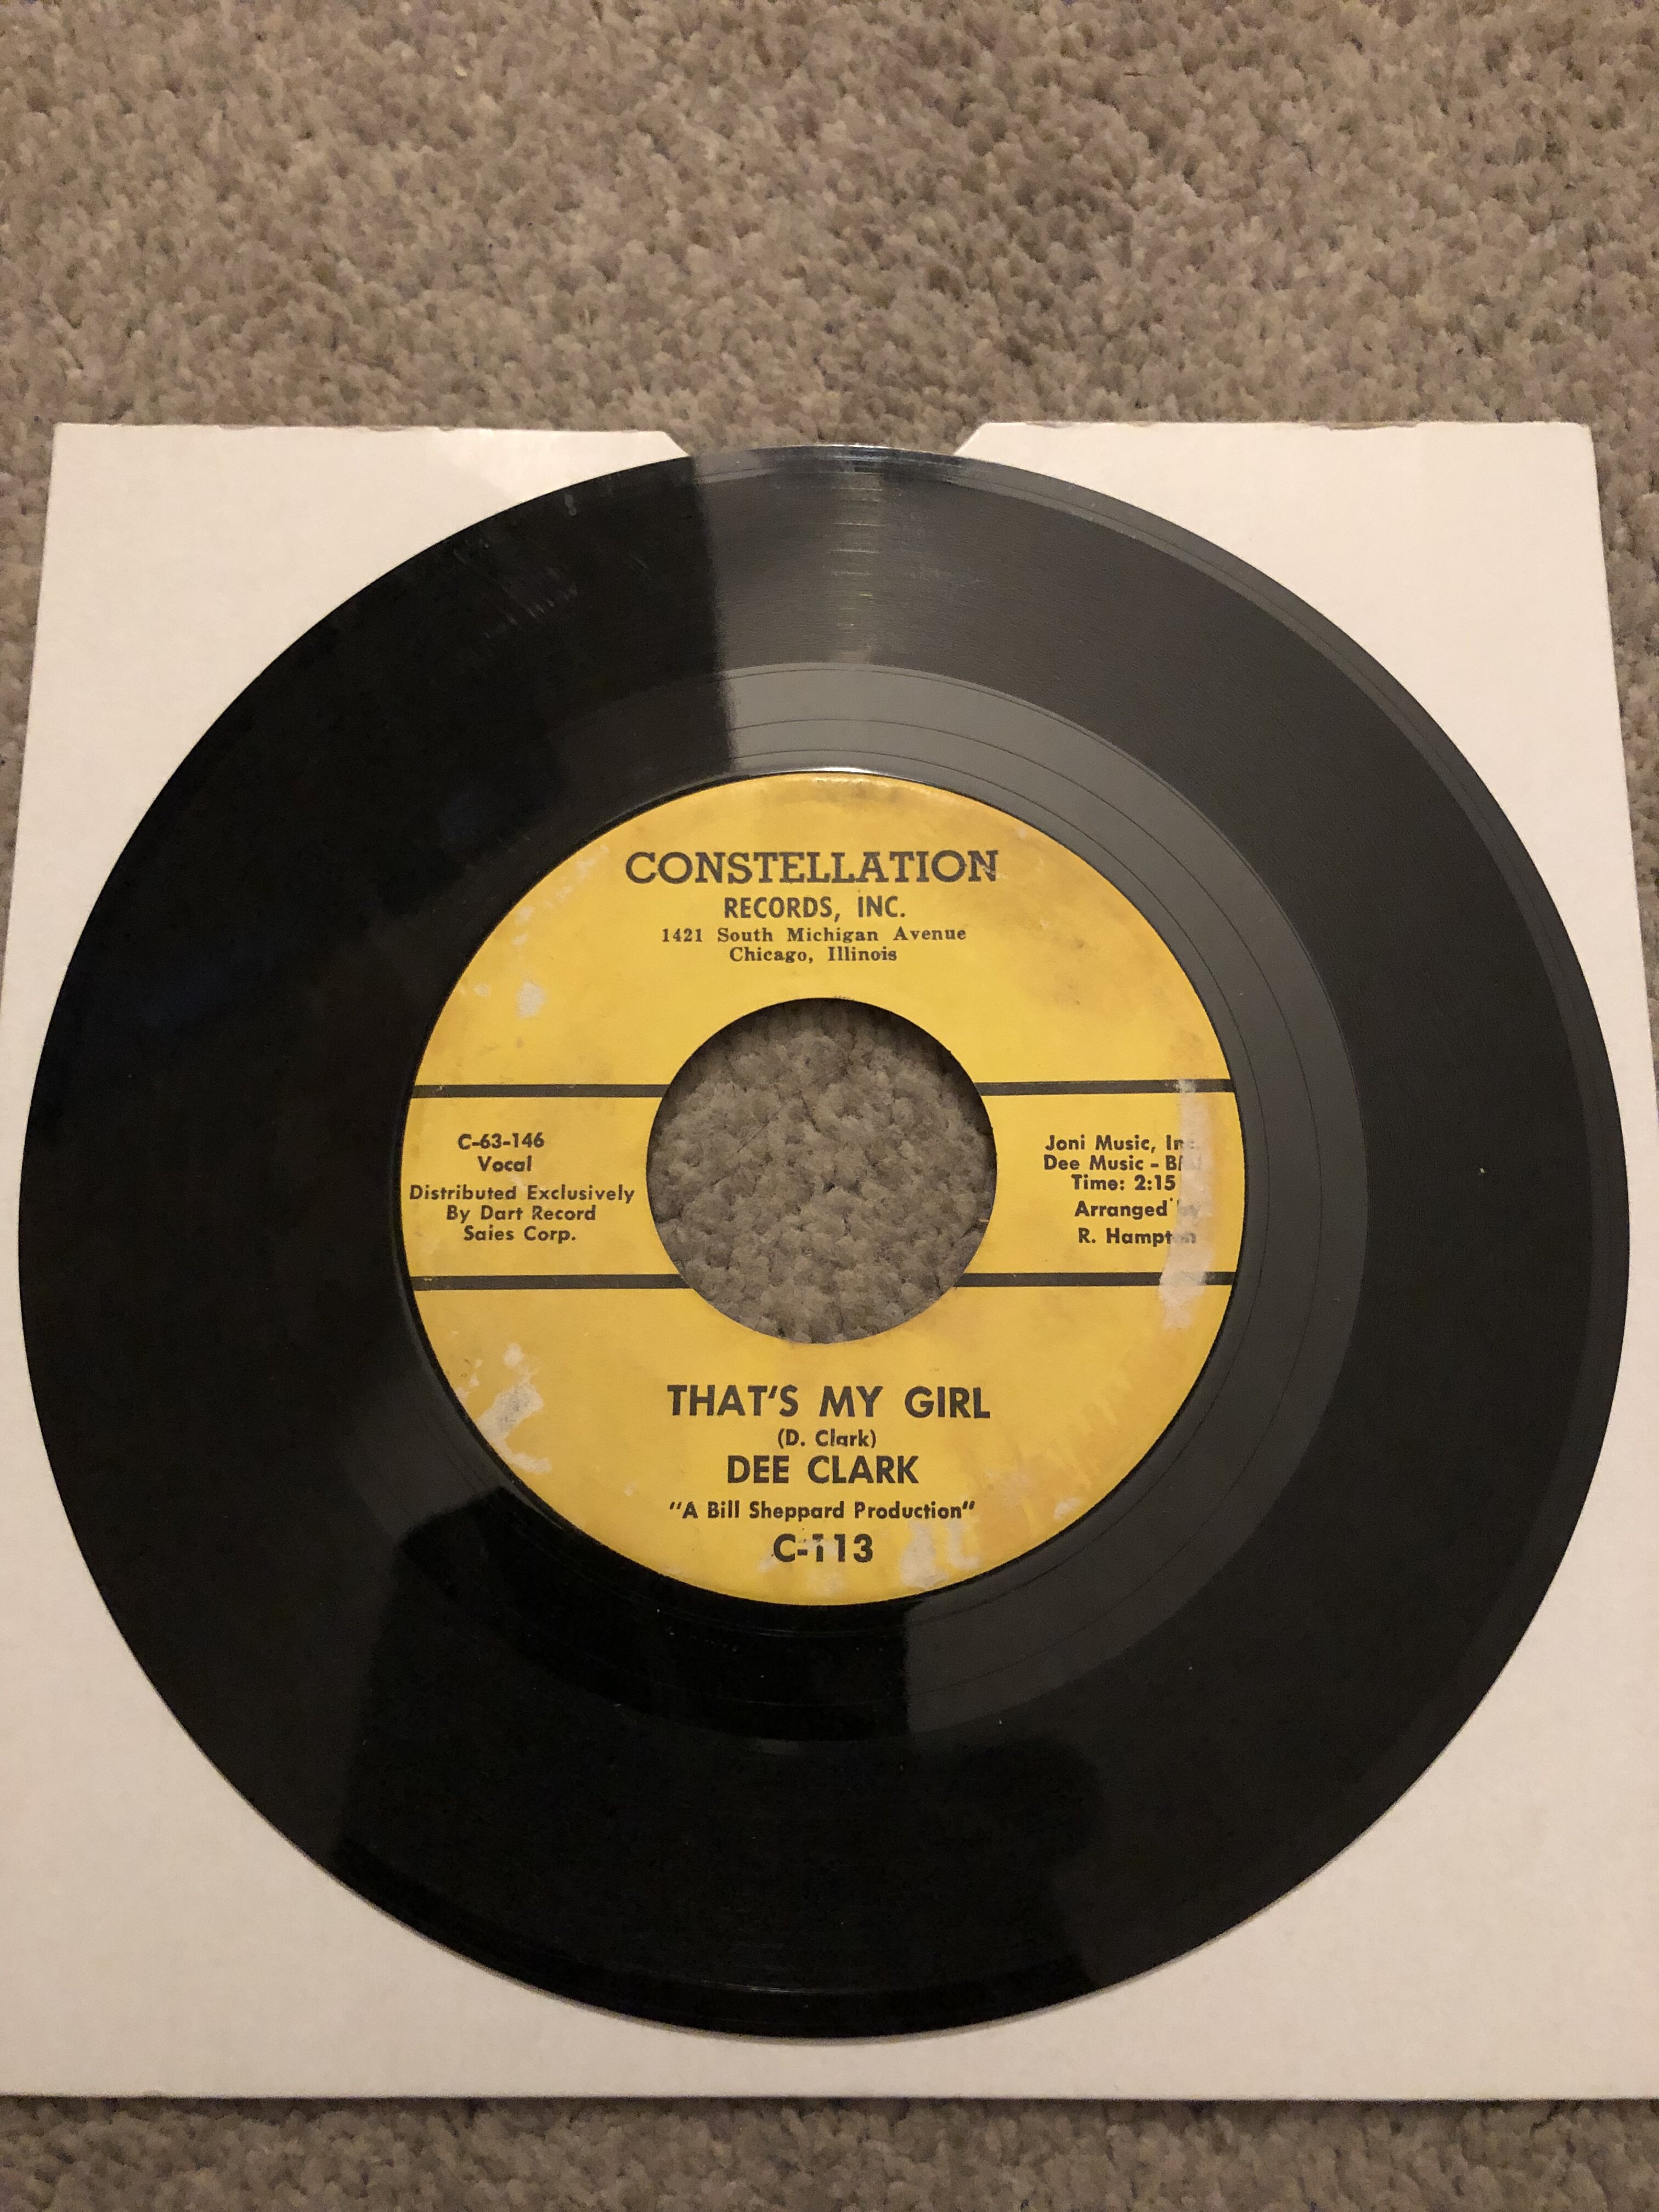 CONSTELLATION
RECORDS, INC.
1421 South Michigan Avenue
Chicago, Illinois
C-63-146
Vocal
Distributed Exclusively
By Dart Record
Sales Corp.
Joni Music, Inc.
Dee Music - BMI
Time: 2:15
Arranged by
R. Hampton
THAT'S MY GIRL
(D. Clark)
DEE CLARK
"A Bill Sheppard Production"
C-113